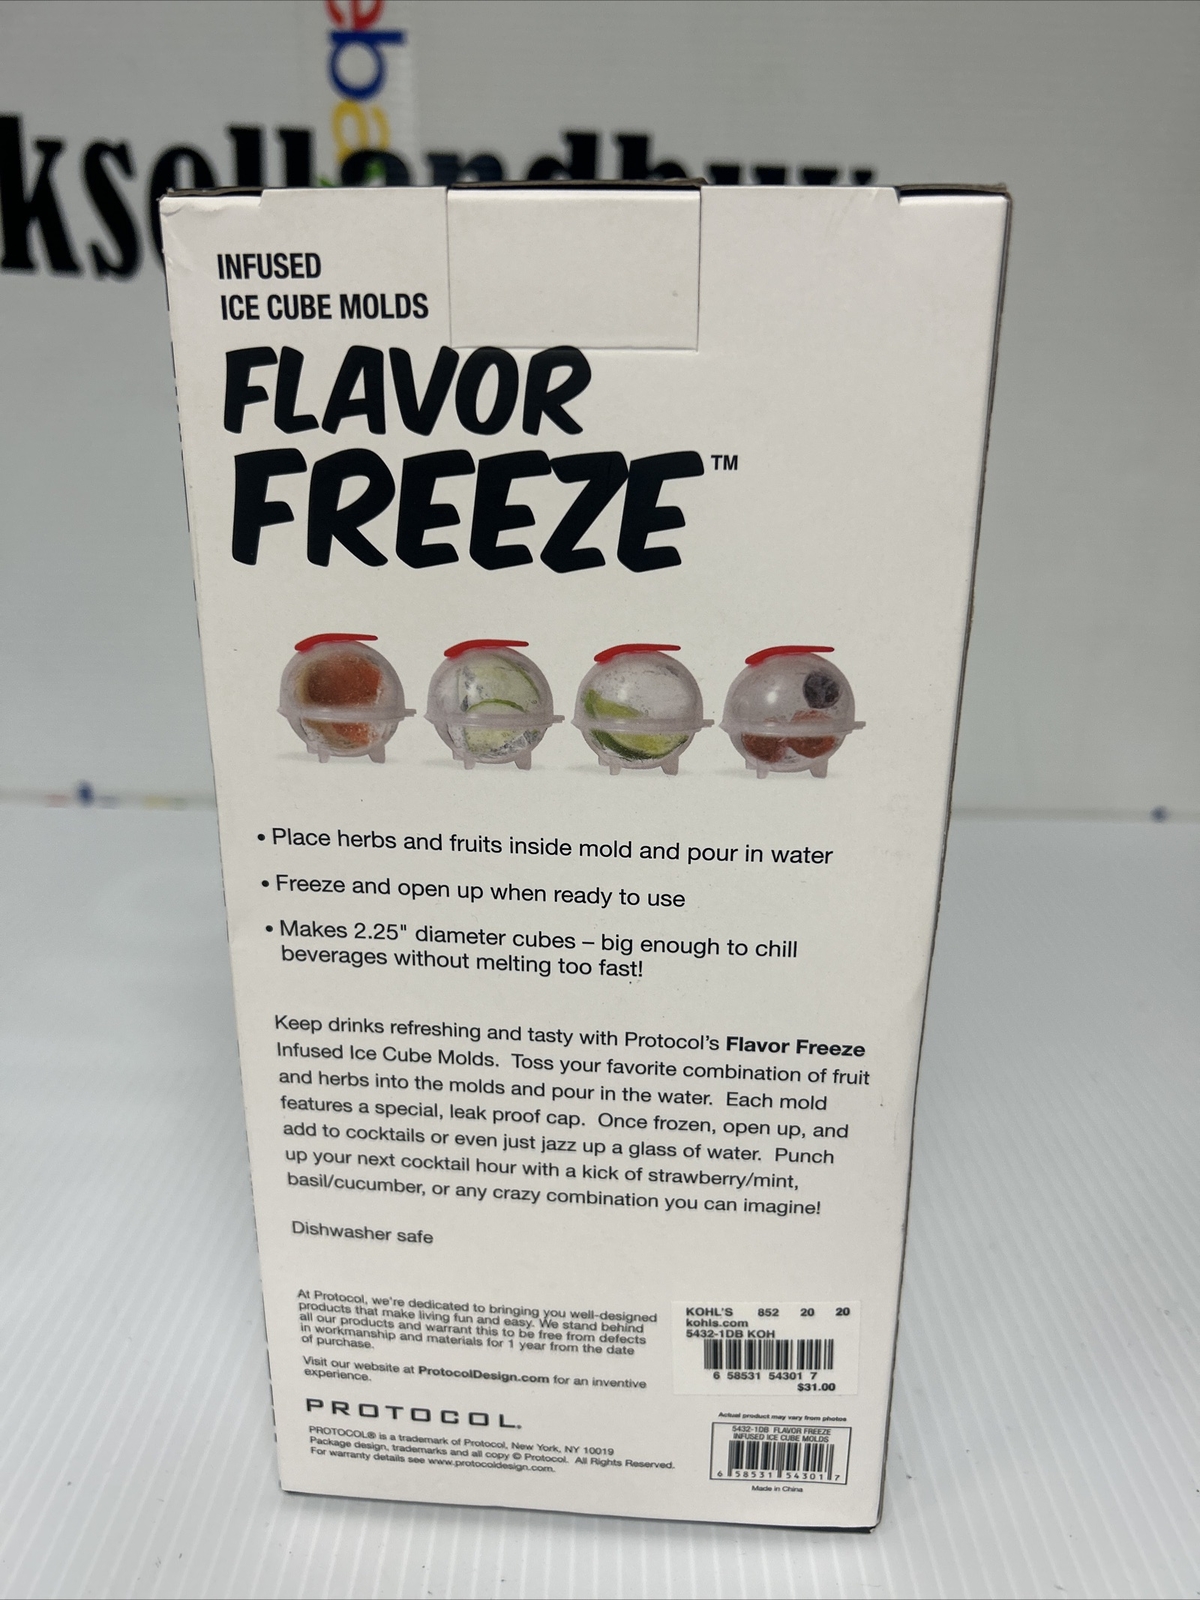 eba
ksellandbuy
INFUSED
ICE CUBE MOLDS
FLAVOR
FREEZE™
• Place herbs and fruits inside mold and pour in water
• Freeze and open up when ready to use
• Makes 2.25" diameter cubes – big enough to chill
beverages without melting too fast!
Keep drinks refreshing and tasty with Protocol's Flavor Freeze
Infused Ice Cube Molds. Toss your favorite combination of fruit
and herbs into the molds and pour in the water. Each mold
features a special, leak proof cap. Once frozen, open up, and
add to cocktails or even just jazz up a glass of water. Punch
up your next cocktail hour with a kick of strawberry/mint,
basil/cucumber, or any crazy combination you can imagine!
Dishwasher safe
At Protocol, we're dedicated to bringing you well-designed
products that make living fun and easy. We stand behind
all our products and warrant this to be free from defects
in workmanship and materials for 1 year from the date
of purchase.
Visit our website at ProtocolDesign.com for an inventive
experience.
PROTOCOL®
PROTOCOL® is a trademark of Protocol, New York, NY 10019
Package design, trademarks and all copy © Protocol. All Rights Reserved.
For warranty details see www.protocoldesign.com.
KOHL'S 852 20 20
kohls.com
5432-1DB KOH
6 58531 54301 7
$31.00
Actual product may vary from photos
5432-1DB FLAVOR FREEZE
INFUSED ICE CUBE MOLDS
6 58531 54301 7
Made in China